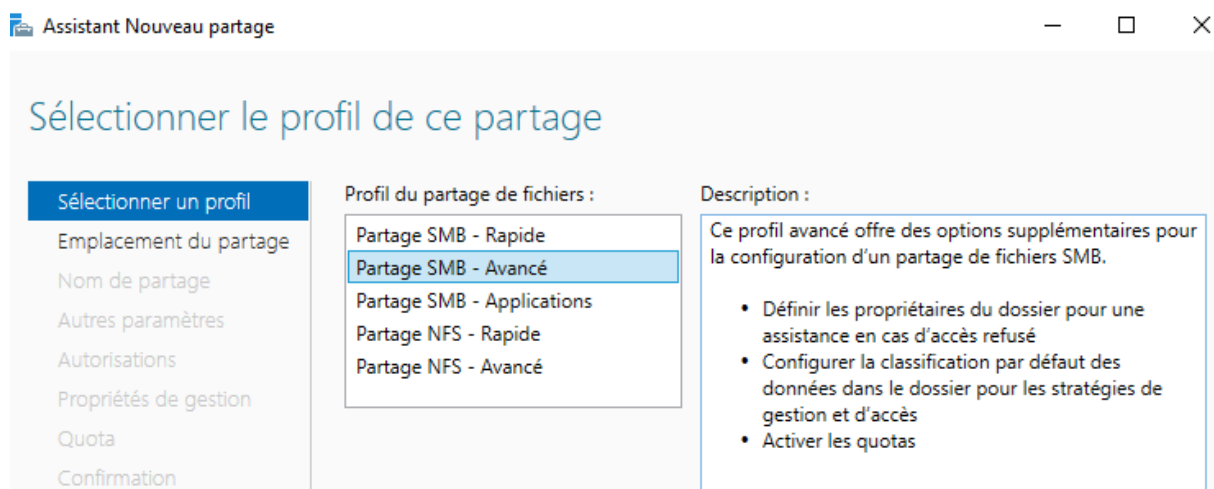 Assistant Nouveau partage
Sélectionner le profil de ce partage
Sélectionner un profil
Emplacement du partage
Nom de partage
Autres paramètres
Autorisations
Propriétés de gestion
Quota
Confirmation
Profil du partage de fichiers :
Partage SMB - Rapide
Partage SMB - Avancé
Partage SMB - Applications
Partage NFS - Rapide
Partage NFS - Avancé
Description :
Ce profil avancé offre des options supplémentaires pour
la configuration d’un partage de fichiers SMB.
• Définir les propriétaires du dossier pour une
assistance en cas d’accès refusé
• Configurer la classification par défaut des
données dans le dossier pour les stratégies de
gestion et d’accès
• Activer les quotas